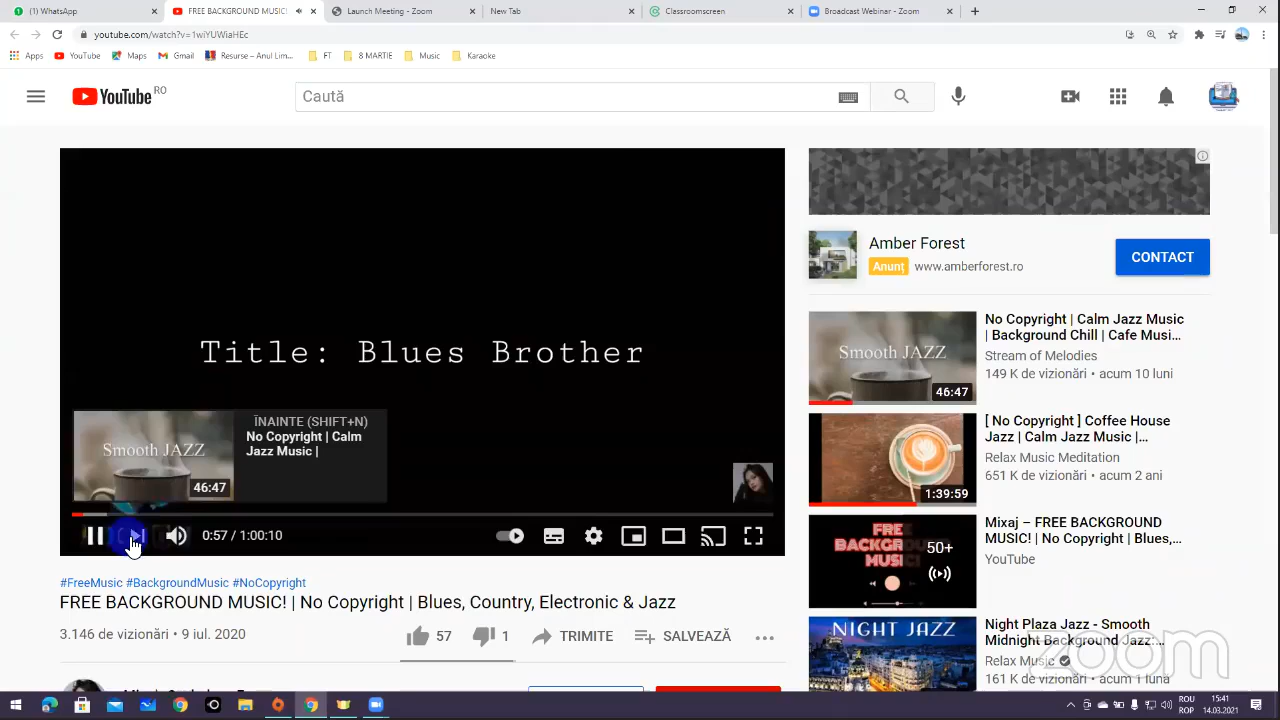 (1) WhatsApp
FREE BACKGROUND MUSIC!
Launch Meeting - Zoom
New Tab
Classroomscreen
Broadcast Webinar - Zoom
youtube.com/watch?v=1wiYUWiaHEc
Apps
YouTube
Maps
Gmail
Resurse – Anul Lim...
FT
8 MARTIE
Music
Karaoke
YouTube RO
Caută
Title: Blues Brother
ÎNAINTE (SHIFT+N)
No Copyright | Calm
Jazz Music |
Smooth JAZZ
46:47
0:57 / 1:00:10
#FreeMusic #BackgroundMusic #NoCopyright
FREE BACKGROUND MUSIC! | No Copyright | Blues, Country, Electronic & Jazz
3.146 de vizionări • 9 iul. 2020
57
1
TRIMITE
SALVEAZĂ
Amber Forest
Anunț www.amberforest.ro
CONTACT
Smooth JAZZ
46:47
No Copyright | Calm Jazz Music
| Background Chill | Cafe Musi...
Stream of Melodies
149 K de vizionări • acum 10 luni
1:39:59
[ No Copyright ] Coffee House
Jazz | Calm Jazz Music |...
Relax Music Meditation
651 K de vizionări • acum 2 ani
FREE
BACKGROUND
MUSI
50+
Mixaj – FREE BACKGROUND
MUSIC! | No Copyright | Blues,...
YouTube
NIGHT JAZZ
Night Plaza Jazz - Smooth
Midnight Background Jazz:...
Relax Music
161 K de vizionări • acum 1 lună
zoom
ROU
ROP
15:41
14.03.2021